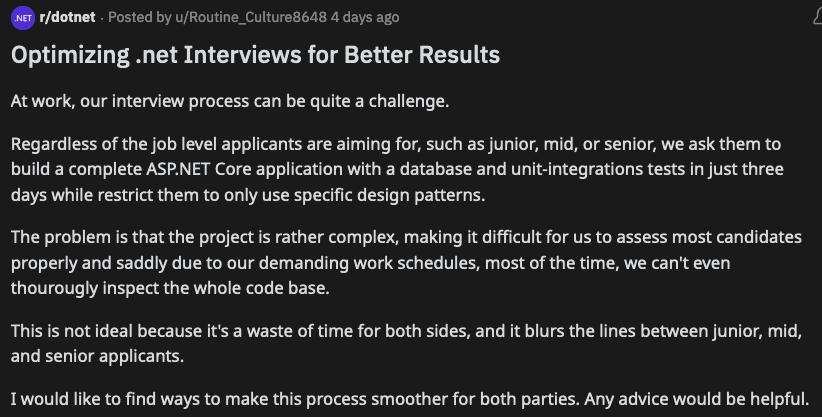 .NET r/dotnet · Posted by u/Routine_Culture8648 4 days ago
Optimizing .net Interviews for Better Results
At work, our interview process can be quite a challenge.
Regardless of the job level applicants are aiming for, such as junior, mid, or senior, we ask them to
build a complete ASP.NET Core application with a database and unit-integrations tests in just three
days while restrict them to only use specific design patterns.
The problem is that the project is rather complex, making it difficult for us to assess most candidates
properly and saddly due to our demanding work schedules, most of the time, we can't even
thourougly inspect the whole code base.
This is not ideal because it's a waste of time for both sides, and it blurs the lines between junior, mid,
and senior applicants.
I would like to find ways to make this process smoother for both parties. Any advice would be helpful.